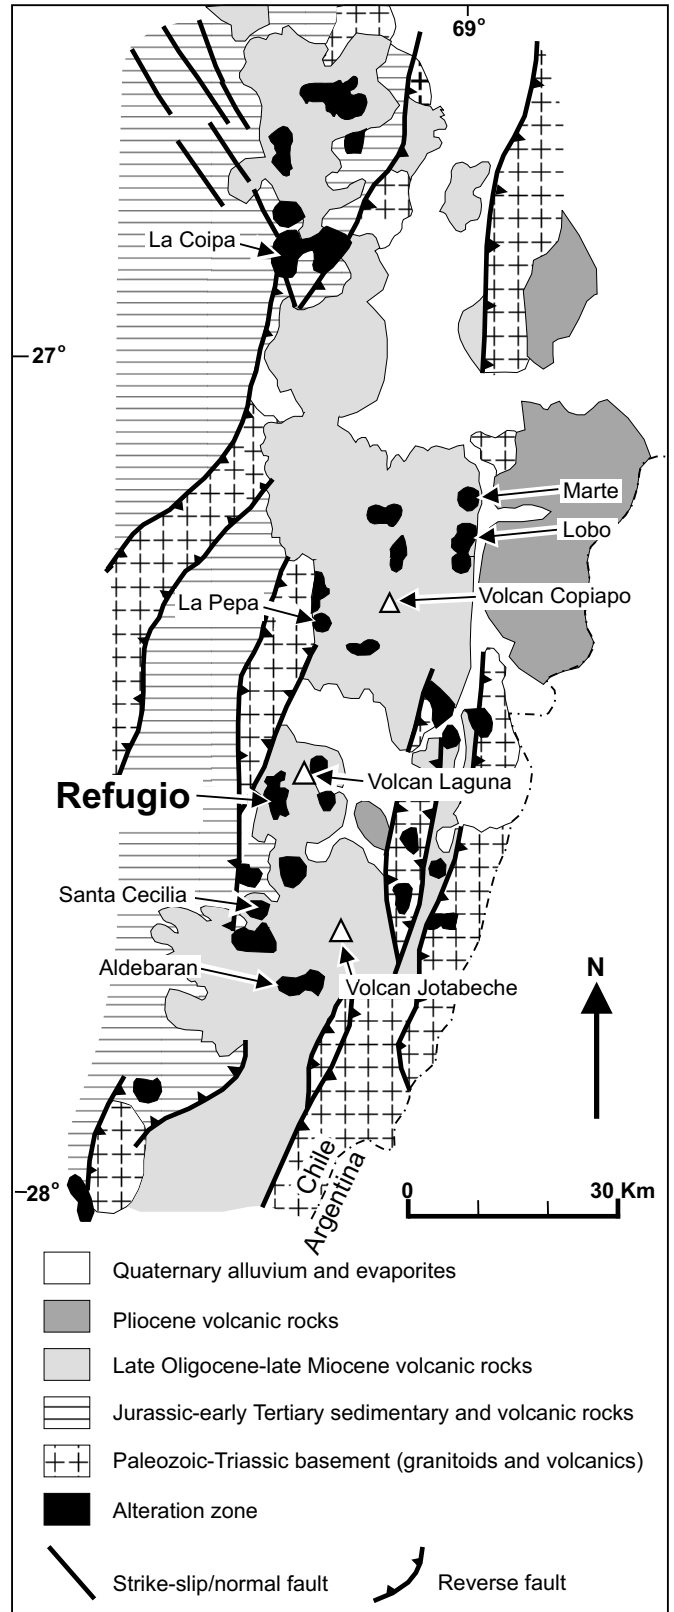 69°
La Coipa
27°
Marte
Lobo
Volcan Copiapo
La Pepa
Volcan Laguna
Refugio
Santa Cecilia
Aldebaran
Volcan Jotabeche
N
Chile
Argentina
28°
0 30 Km
Quaternary alluvium and evaporites
Pliocene volcanic rocks
Late Oligocene-late Miocene volcanic rocks
Jurassic-early Tertiary sedimentary and volcanic rocks
Paleozoic-Triassic basement (granitoids and volcanics)
Alteration zone
Strike-slip/normal fault
Reverse fault